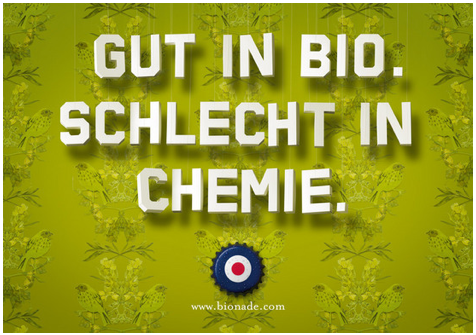 GUT IN BIO.
SCHLECHT IN
CHEMIE.
www.bionade.com